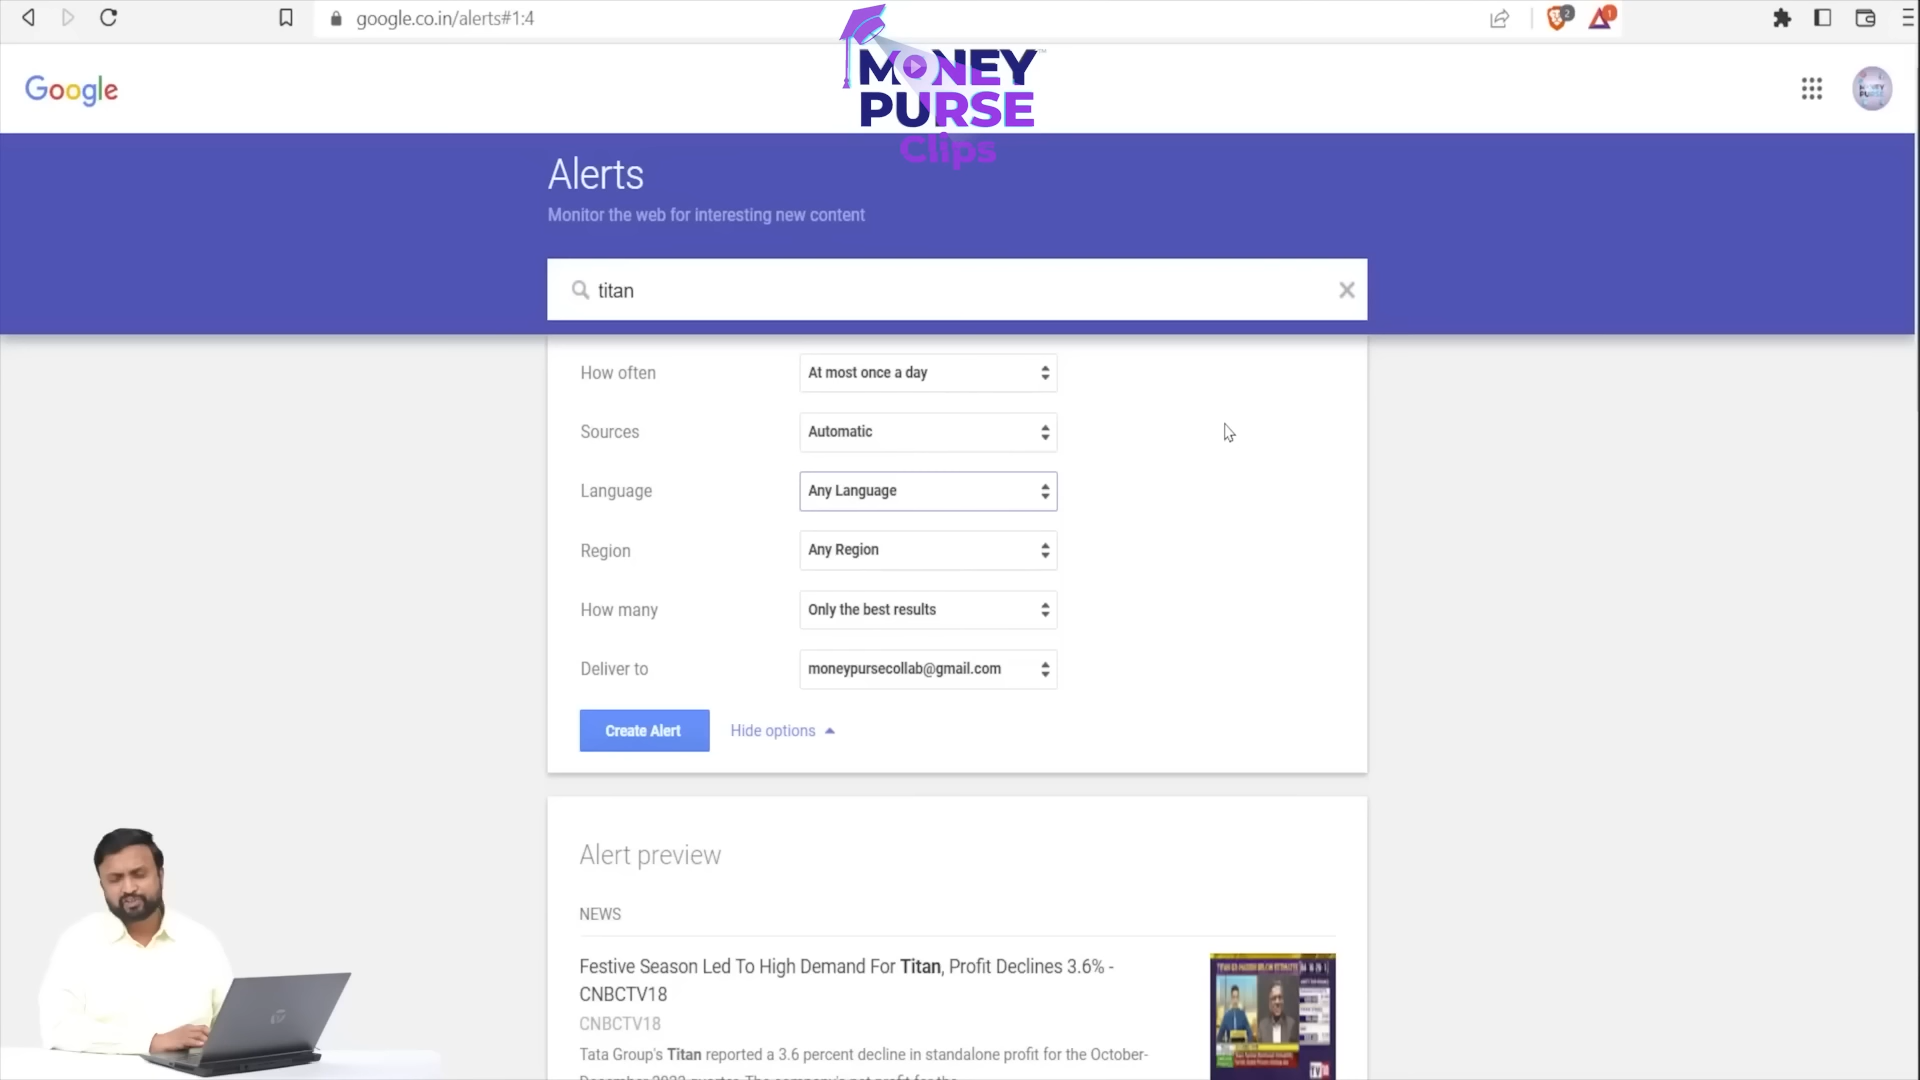 google.co.in/alerts#1:4
2
1
MONEY
PURSE
Clips
Google
Alerts
Monitor the web for interesting new content
titan
How often
At most once a day
Sources
Automatic
Language
Any Language
Region
Any Region
How many
Only the best results
Deliver to
moneypursecollab@gmail.com
Create Alert
Hide options
Alert preview
NEWS
Festive Season Led To High Demand For Titan, Profit Declines 3.6% -
CNBCTV18
CNBCTV18
Tata Group's Titan reported a 3.6 percent decline in standalone profit for the October-